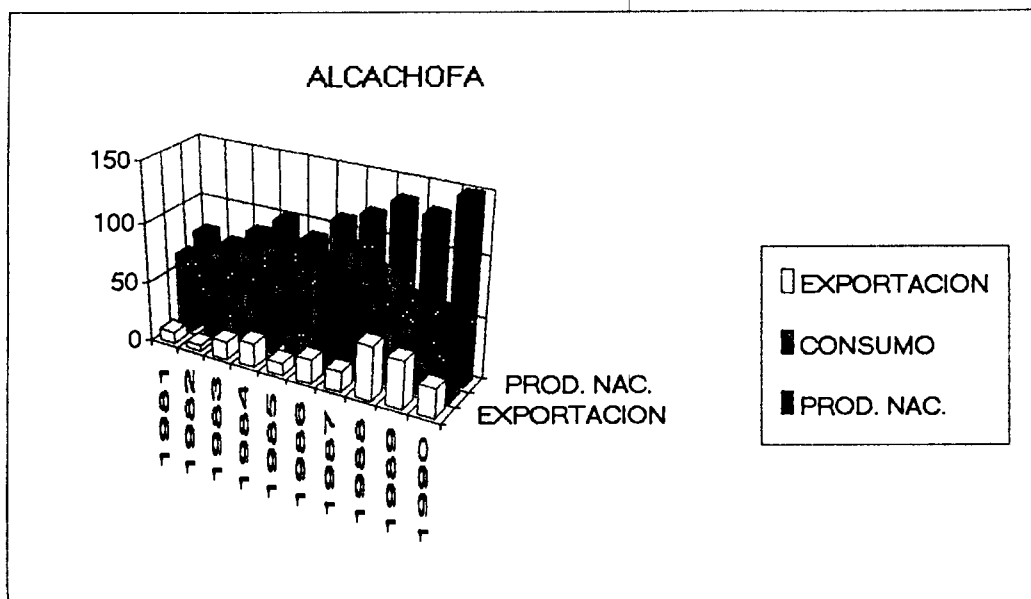 ALCACHOFA
150
100
50
0
1981
1982
1983
1984
1985
1986
1987
1988
1989
1990
PROD. NAC.
EXPORTACION
EXPORTACION
CONSUMO
PROD. NAC.